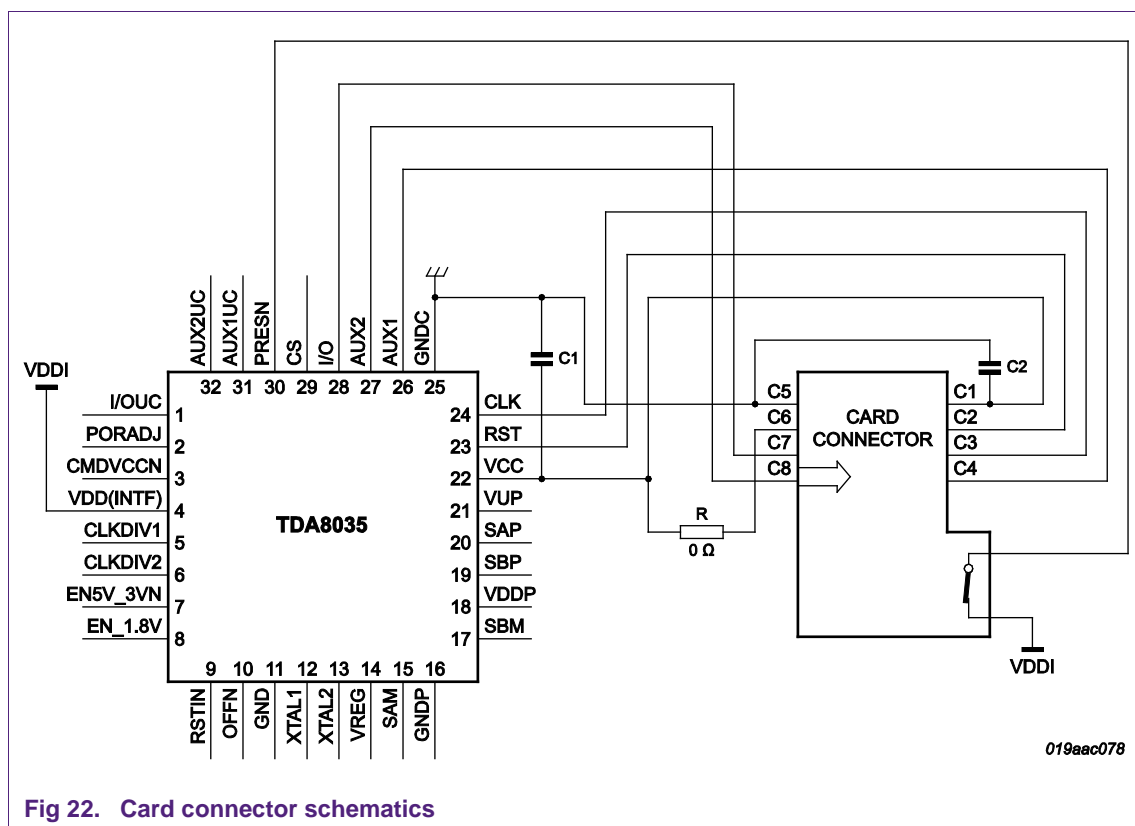 AUX2UC
AUX1UC
PRESN
CS
I/O
AUX2
AUX1
GNDC
32 31 30 29 28 27 26 25
VDDI
I/OUC 1
PORADJ 2
CMDVCCN 3
VDD(INTF) 4
CLKDIV1 5
CLKDIV2 6
EN5V_3VN 7
EN_1.8V 8
TDA8035
24 CLK
23 RST
22 VCC
21 VUP
20 SAP
19 SBP
18 VDDP
17 SBM
9 10 11 12 13 14 15 16
RSTIN
OFFN
GND
XTAL1
XTAL2
VREG
SAM
GNDP
C1
R
0 Ω
C2
C5
C6
C7
C8
CARD
CONNECTOR
C1
C2
C3
C4
VDDI
019aac078
Fig 22. Card connector schematics